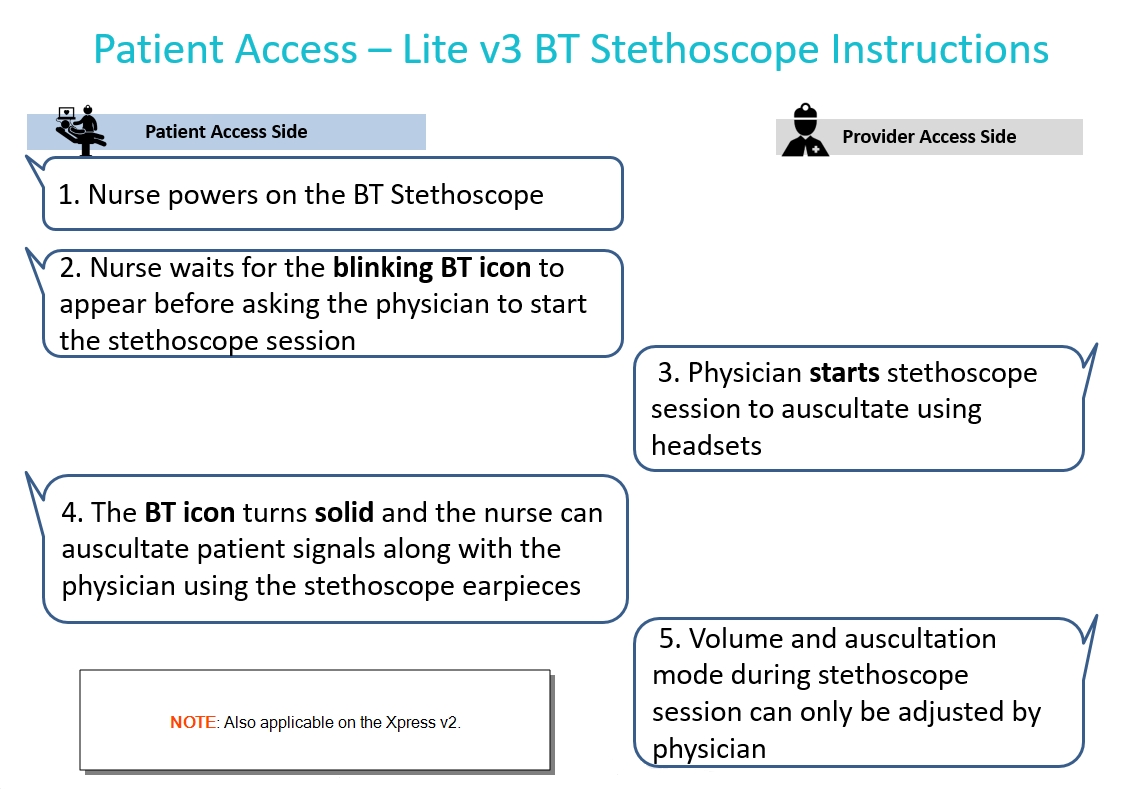 Patient Access – Lite v3 BT Stethoscope Instructions
Patient Access Side
Provider Access Side
1. Nurse powers on the BT Stethoscope
2. Nurse waits for the blinking BT icon to
appear before asking the physician to start
the stethoscope session
3. Physician starts stethoscope
session to auscultate using
headsets
4. The BT icon turns solid and the nurse can
auscultate patient signals along with the
physician using the stethoscope earpieces
5. Volume and auscultation
mode during stethoscope
session can only be adjusted by
physician
NOTE: Also applicable on the Xpress v2.